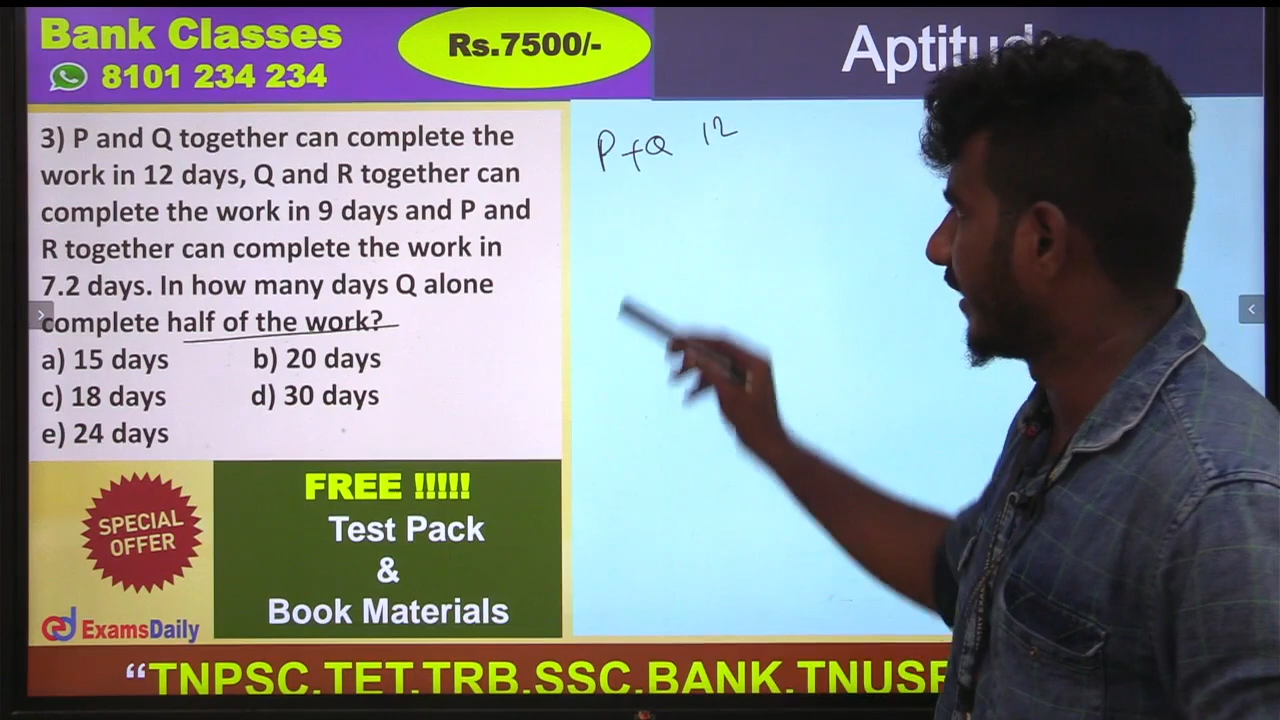 Bank Classes
8101 234 234
Rs.7500/-
3) P and Q together can complete the
work in 12 days, Q and R together can
complete the work in 9 days and P and
R together can complete the work in
7.2 days. In how many days Q alone
complete half of the work?
a) 15 days b) 20 days
c) 18 days d) 30 days
e) 24 days
P+Q 12
SPECIAL
OFFER
FREE !!!!!
Test Pack
&
Book Materials
ExamsDaily
“TNPSC.TET.TRB.SSC.BANK.